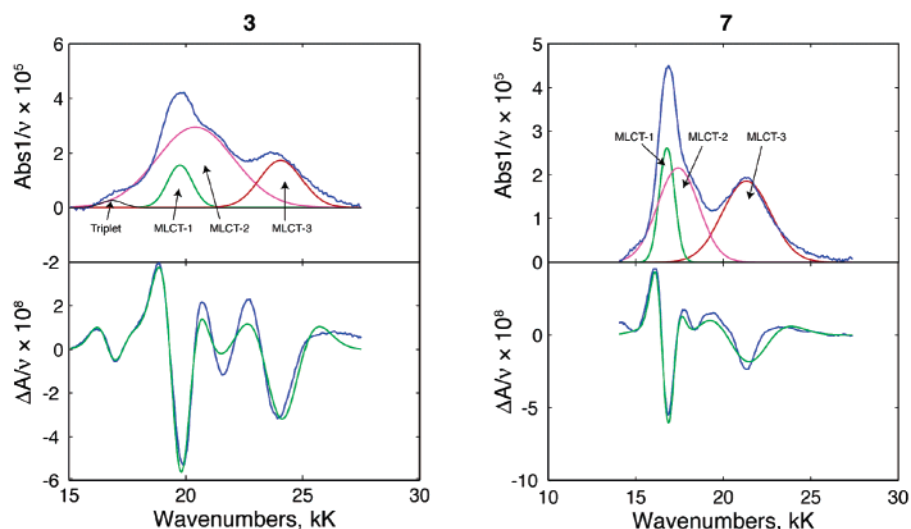 3
6
4
2
0
-2
Abs1/ν × 10⁵
Triplet
MLCT-1
MLCT-2
MLCT-3
2
0
-2
-4
-6
ΔA/ν × 10⁸
15
20
25
30
Wavenumbers, kK
7
5
4
3
2
1
0
Abs1/ν × 10⁵
MLCT-1
MLCT-2
MLCT-3
0
-5
-10
ΔA/ν × 10⁸
10
15
20
25
30
Wavenumbers, kK